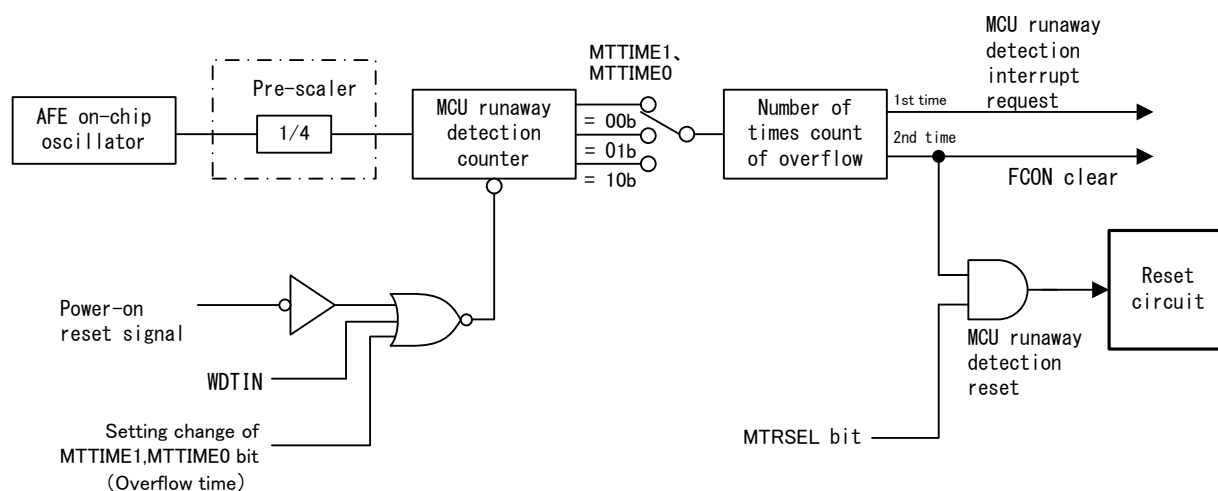 MCU runaway
detection
interrupt
request
MTTIME1、
MTTIME0
Pre-scaler
AFE on-chip
oscillator
1/4
MCU runaway
detection
counter
= 00b
= 01b
= 10b
Number of
times count
of overflow
1st time
2nd time
FCON clear
Reset
circuit
Power-on
reset signal
MCU runaway
detection
reset
WDTIN
Setting change of
MTTIME1,MTTIME0 bit
（Overflow time）
MTRSEL bit